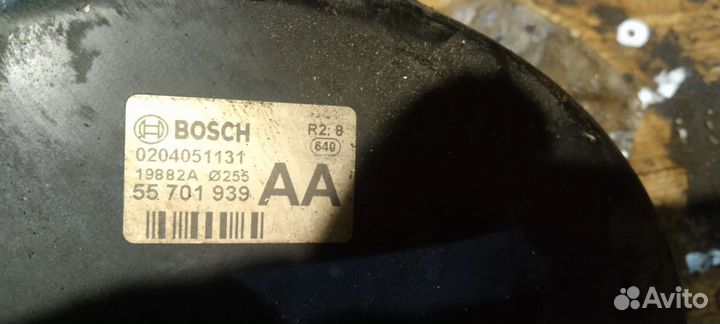 BOSCH R2: 8
0204051131 640
19882A Ø255
55 701 939 AA
Avito